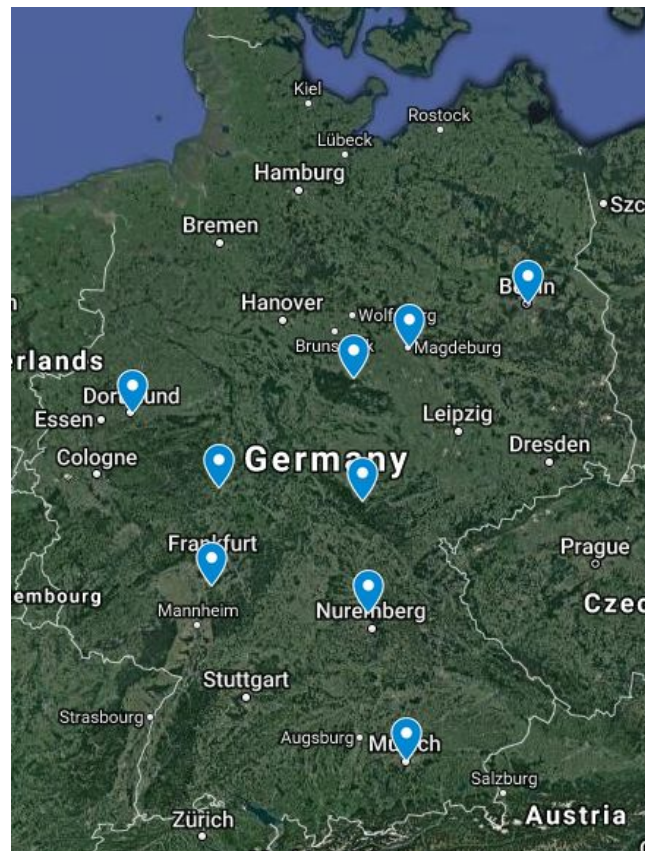 Kiel
Rostock
Lübeck
Hamburg
Szc
Bremen
Hanover
Magdeburg
erlands
Essen
Leipzig
Cologne
Germany
Dresden
Prague
embourg
Mannheim
Nuremberg
Czec
Stuttgart
Strasbourg
Augsburg
Salzburg
Austria
Zürich